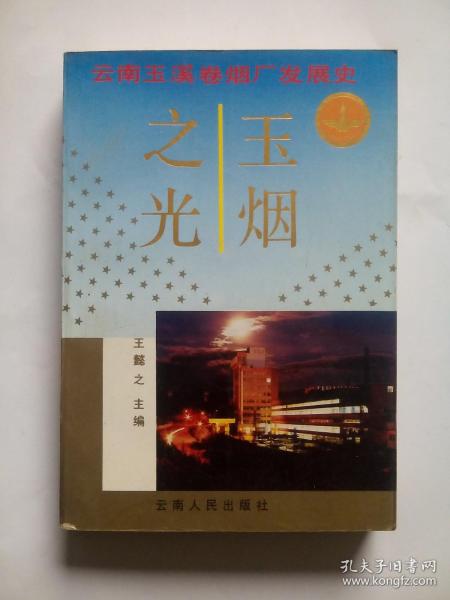 云南玉溪卷烟厂发展史
玉烟
之光
王懿之 主编
云南人民出版社
孔夫子旧书网
www.kongfz.com